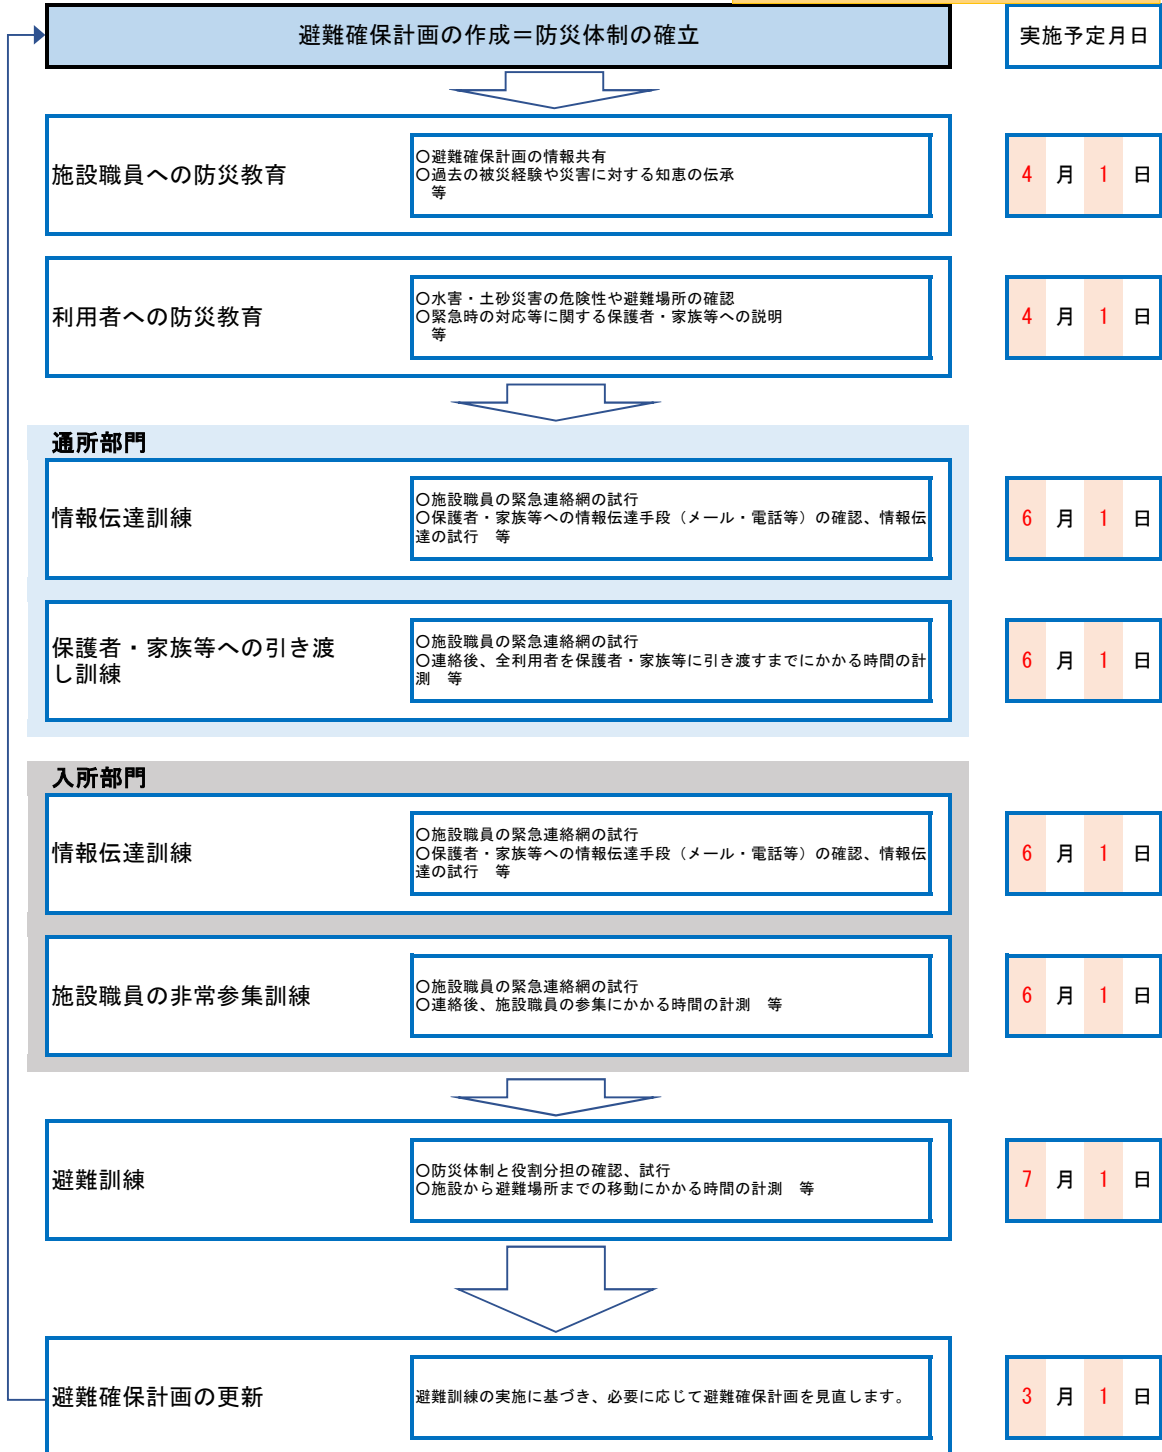 避難確保計画の作成＝防災体制の確立
実施予定月日
施設職員への防災教育
〇避難確保計画の情報共有
〇過去の被災経験や災害に対する知恵の伝承
等
4 月 1 日
利用者への防災教育
〇水害・土砂災害の危険性や避難場所の確認
〇緊急時の対応等に関する保護者・家族等への説明
等
4 月 1 日
通所部門
情報伝達訓練
〇施設職員の緊急連絡網の試行
〇保護者・家族等への情報伝達手段（メール・電話等）の確認、情報伝
達の試行　等
6 月 1 日
保護者・家族等への引き渡
し訓練
〇施設職員の緊急連絡網の試行
〇連絡後、全利用者を保護者・家族等に引き渡すまでにかかる時間の計
測　等
6 月 1 日
入所部門
情報伝達訓練
〇施設職員の緊急連絡網の試行
〇保護者・家族等への情報伝達手段（メール・電話等）の確認、情報伝
達の試行　等
6 月 1 日
施設職員の非常参集訓練
〇施設職員の緊急連絡網の試行
〇連絡後、施設職員の参集にかかる時間の計測　等
6 月 1 日
避難訓練
〇防災体制と役割分担の確認、試行
〇施設から避難場所までの移動にかかる時間の計測　等
7 月 1 日
避難確保計画の更新
避難訓練の実施に基づき、必要に応じて避難確保計画を見直します。
3 月 1 日